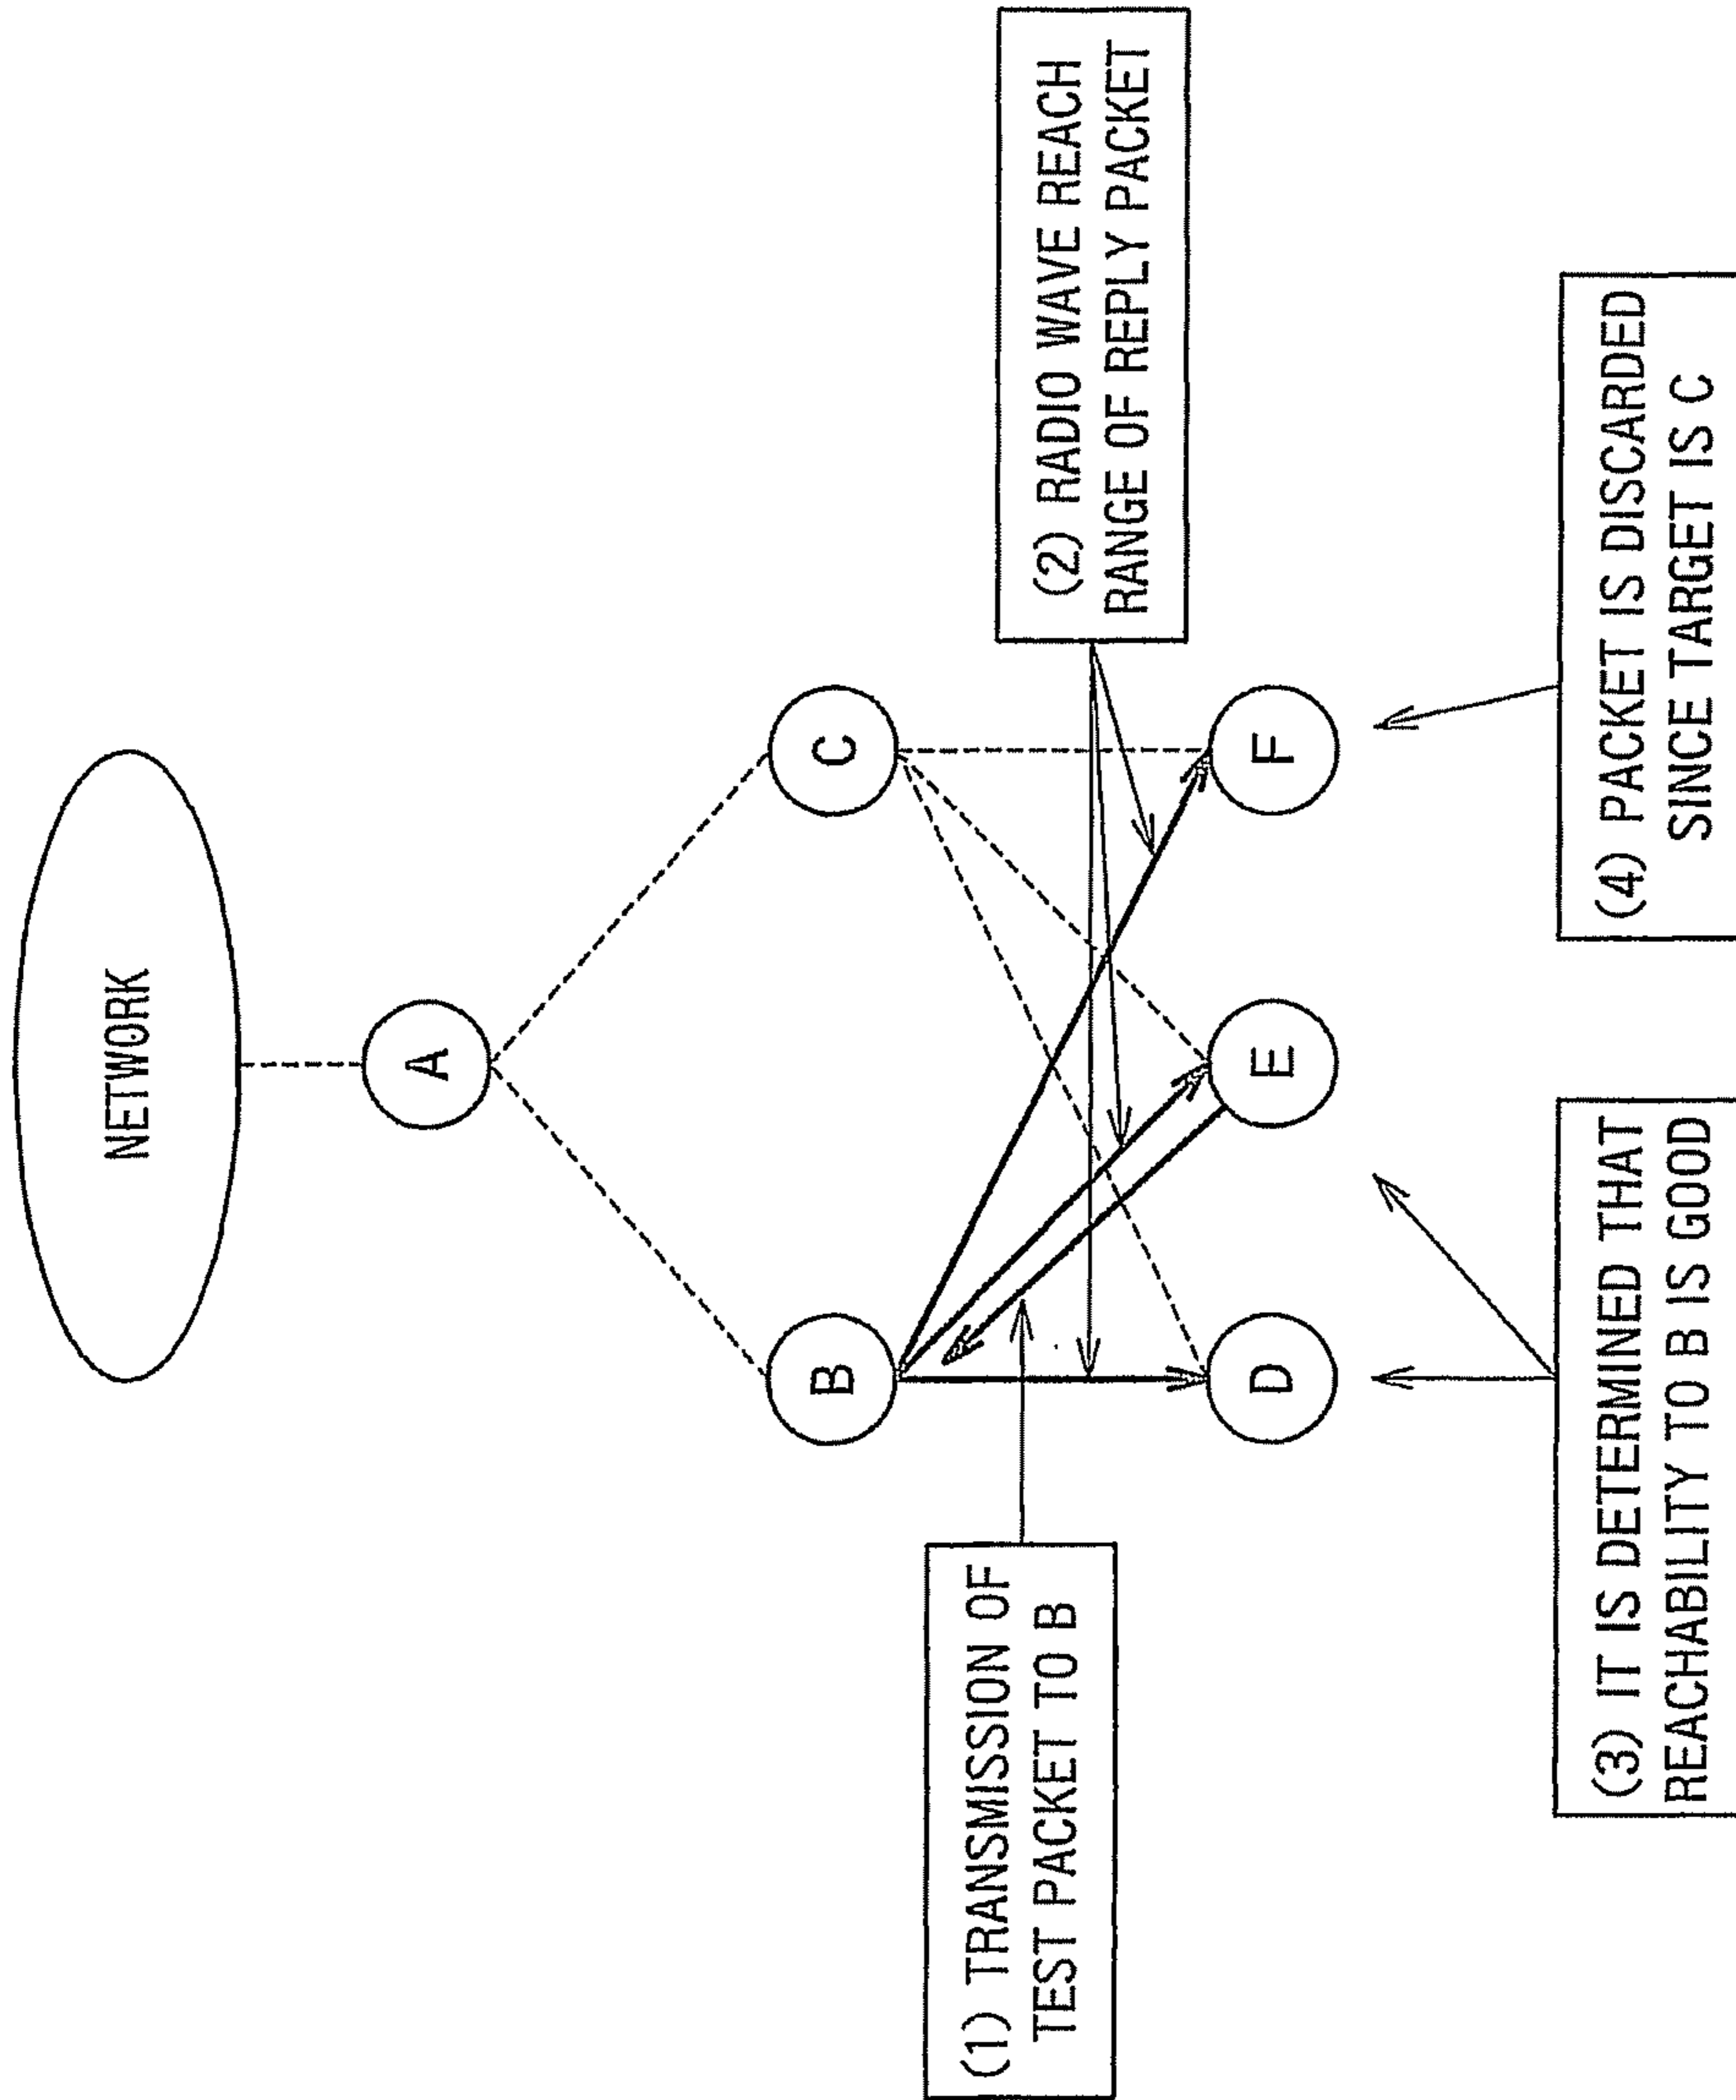 NETWORK
A
B
C
(1) TRANSMISSION OF
TEST PACKET TO B
(2) RADIO WAVE REACH
RANGE OF REPLY PACKET
D
E
F
(3) IT IS DETERMINED THAT
REACHABILITY TO B IS GOOD
(4) PACKET IS DISCARDED
SINCE TARGET IS C